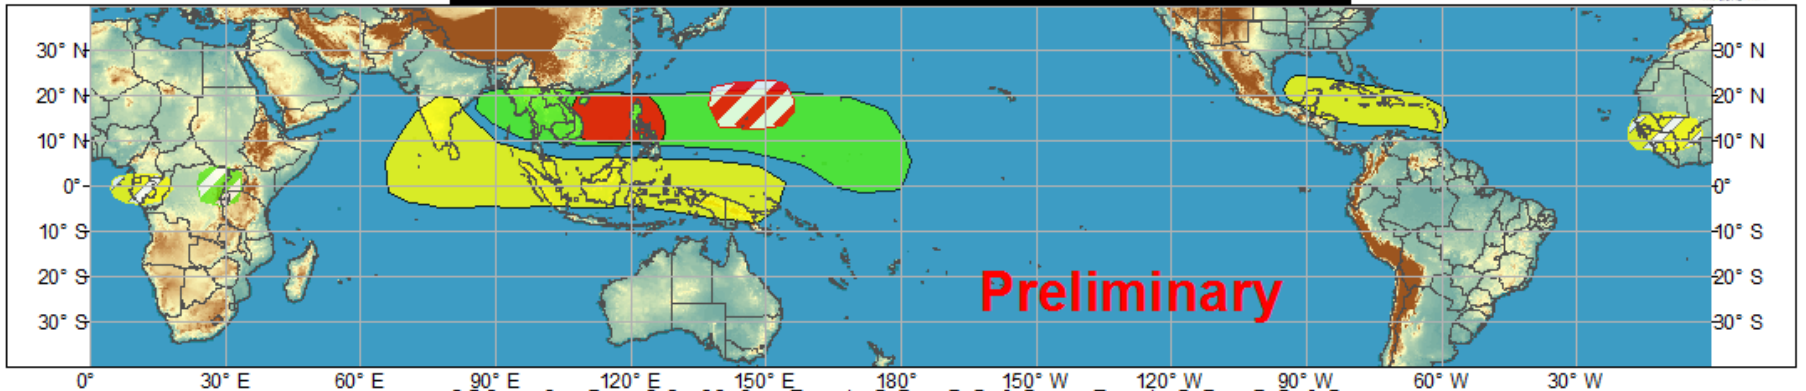 30° N 30° N
20° N 20° N
10° N 10° N
0° 0°
10° S 10° S
20° S Preliminary 20° S
30° S 30° S
0° 30° E 60° E 90° E 120° E 150° E 180° 150° W 120° W 90° W 60° W 30° W